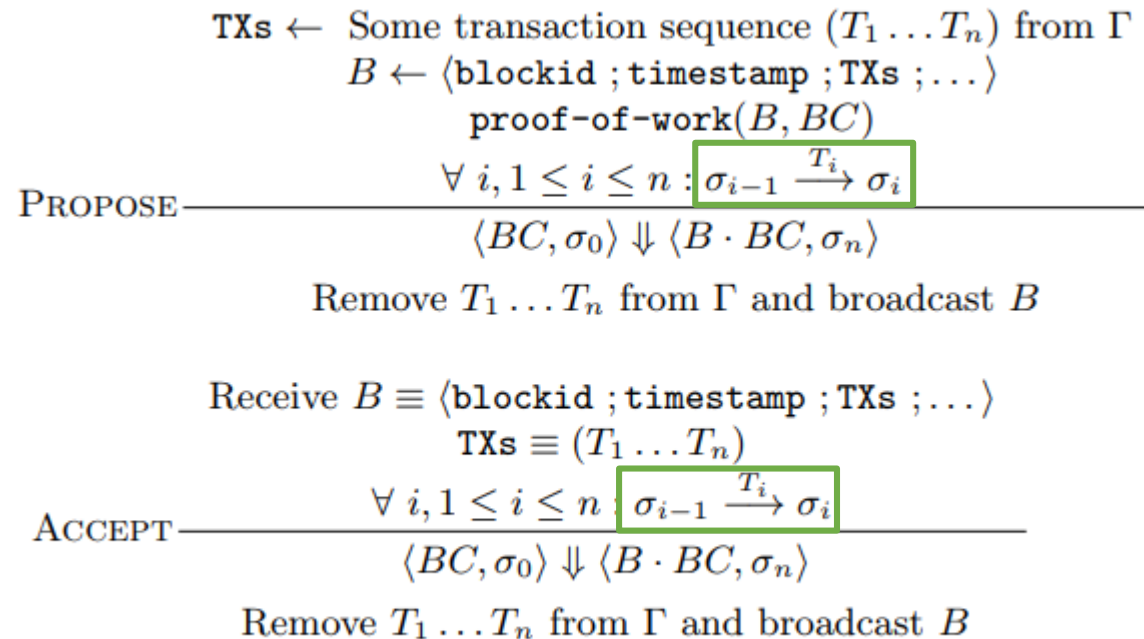 TXs ← Some transaction sequence (T₁ … Tₙ) from Γ
B ← ⟨blockid ; timestamp ; TXs ; … ⟩
proof-of-work(B, BC)
∀ i, 1 ≤ i ≤ n : σᵢ₋₁ —Tᵢ→ σᵢ
PROPOSE
⟨BC, σ₀⟩ ⇓ ⟨B · BC, σₙ⟩
Remove T₁ … Tₙ from Γ and broadcast B
Receive B ≡ ⟨blockid ; timestamp ; TXs ; … ⟩
TXs ≡ (T₁ … Tₙ)
∀ i, 1 ≤ i ≤ n : σᵢ₋₁ —Tᵢ→ σᵢ
ACCEPT
⟨BC, σ₀⟩ ⇓ ⟨B · BC, σₙ⟩
Remove T₁ … Tₙ from Γ and broadcast B